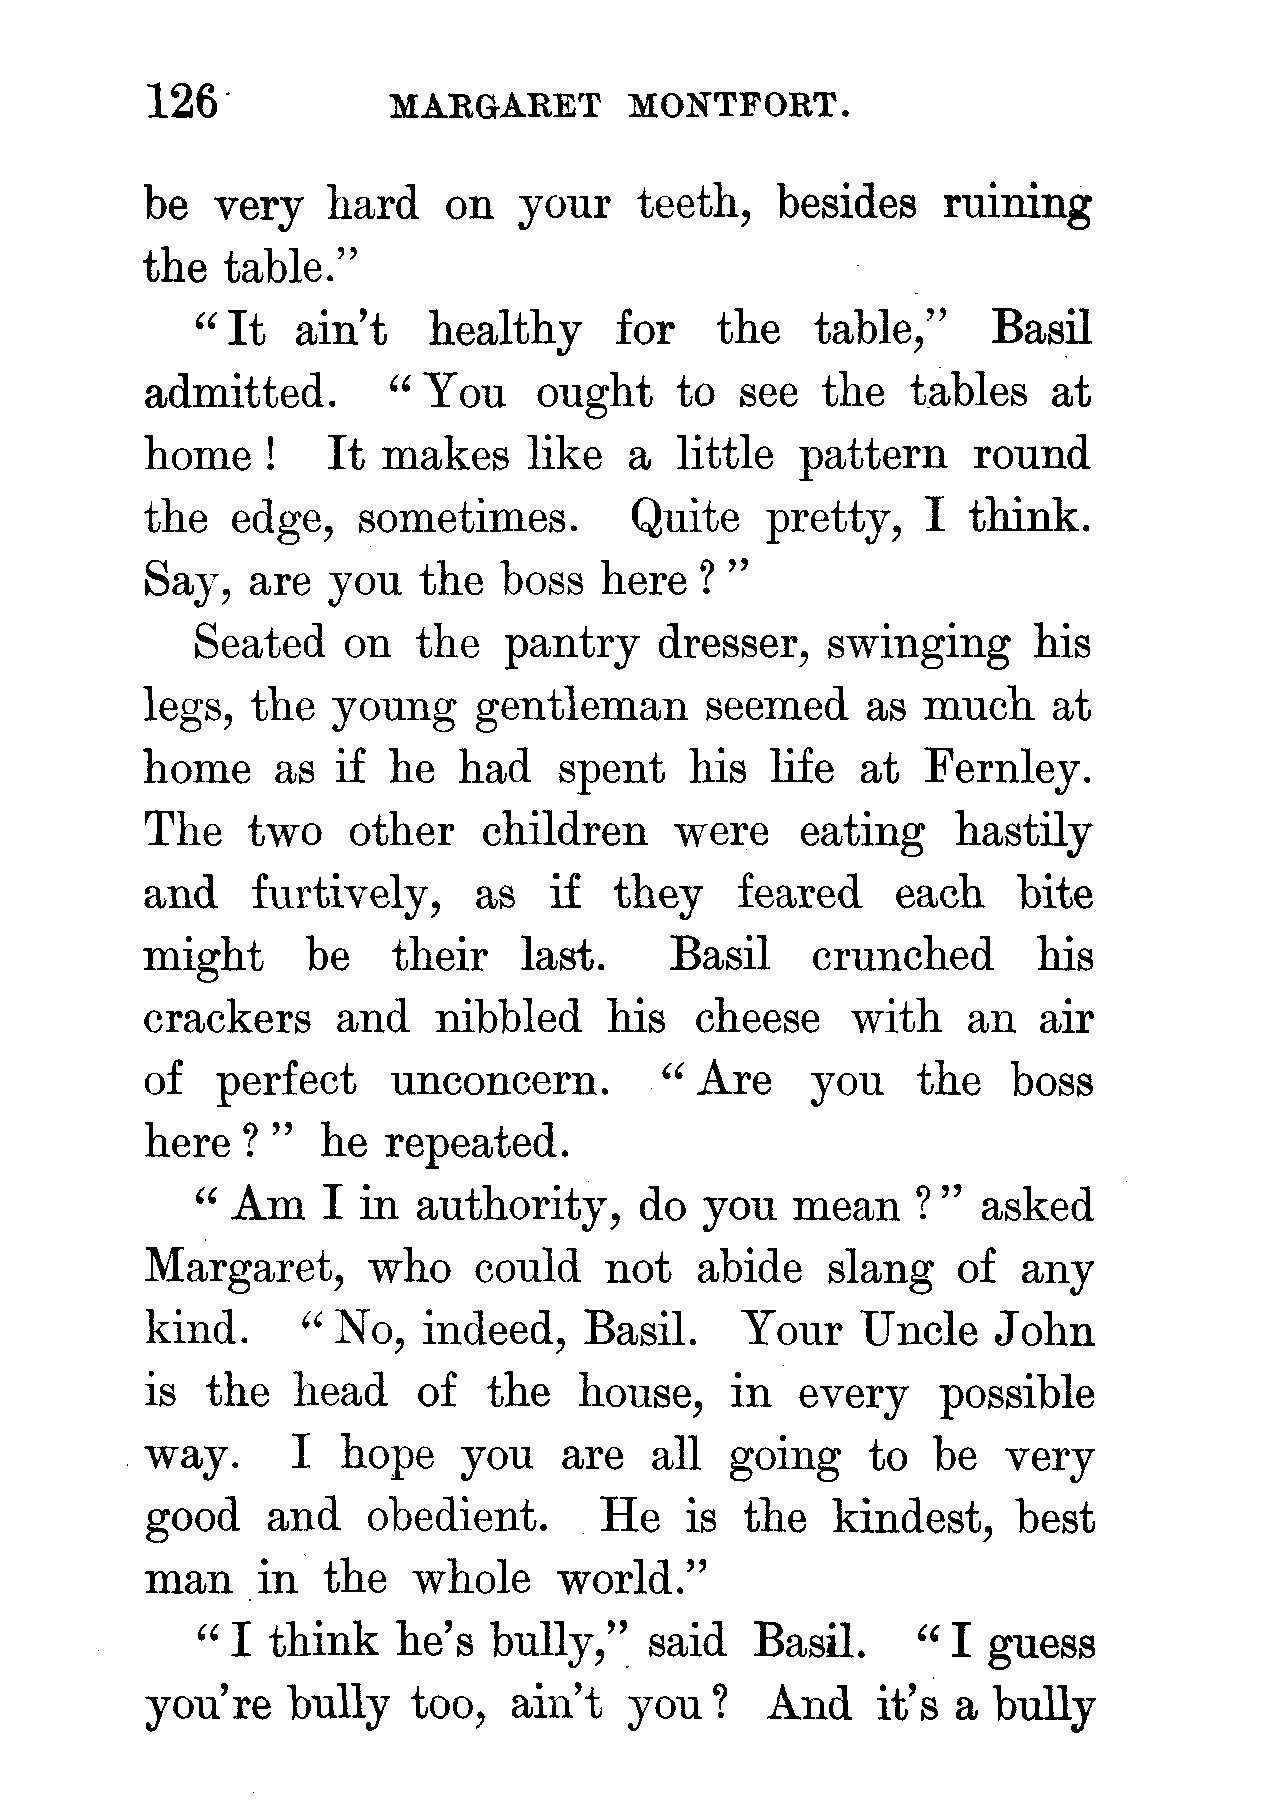 126 MARGARET MONTFORT.
be very hard on your teeth, besides ruining
the table.”
“It ain’t healthy for the table,” Basil
admitted. “You ought to see the tables at
home! It makes like a little pattern round
the edge, sometimes. Quite pretty, I think.
Say, are you the boss here?”
Seated on the pantry dresser, swinging his
legs, the young gentleman seemed as much at
home as if he had spent his life at Fernley.
The two other children were eating hastily
and furtively, as if they feared each bite
might be their last. Basil crunched his
crackers and nibbled his cheese with an air
of perfect unconcern. “Are you the boss
here?” he repeated.
“Am I in authority, do you mean?” asked
Margaret, who could not abide slang of any
kind. “No, indeed, Basil. Your Uncle John
is the head of the house, in every possible
way. I hope you are all going to be very
good and obedient. He is the kindest, best
man in the whole world.”
“I think he’s bully,” said Basil. “I guess
you’re bully too, ain’t you? And it’s a bully